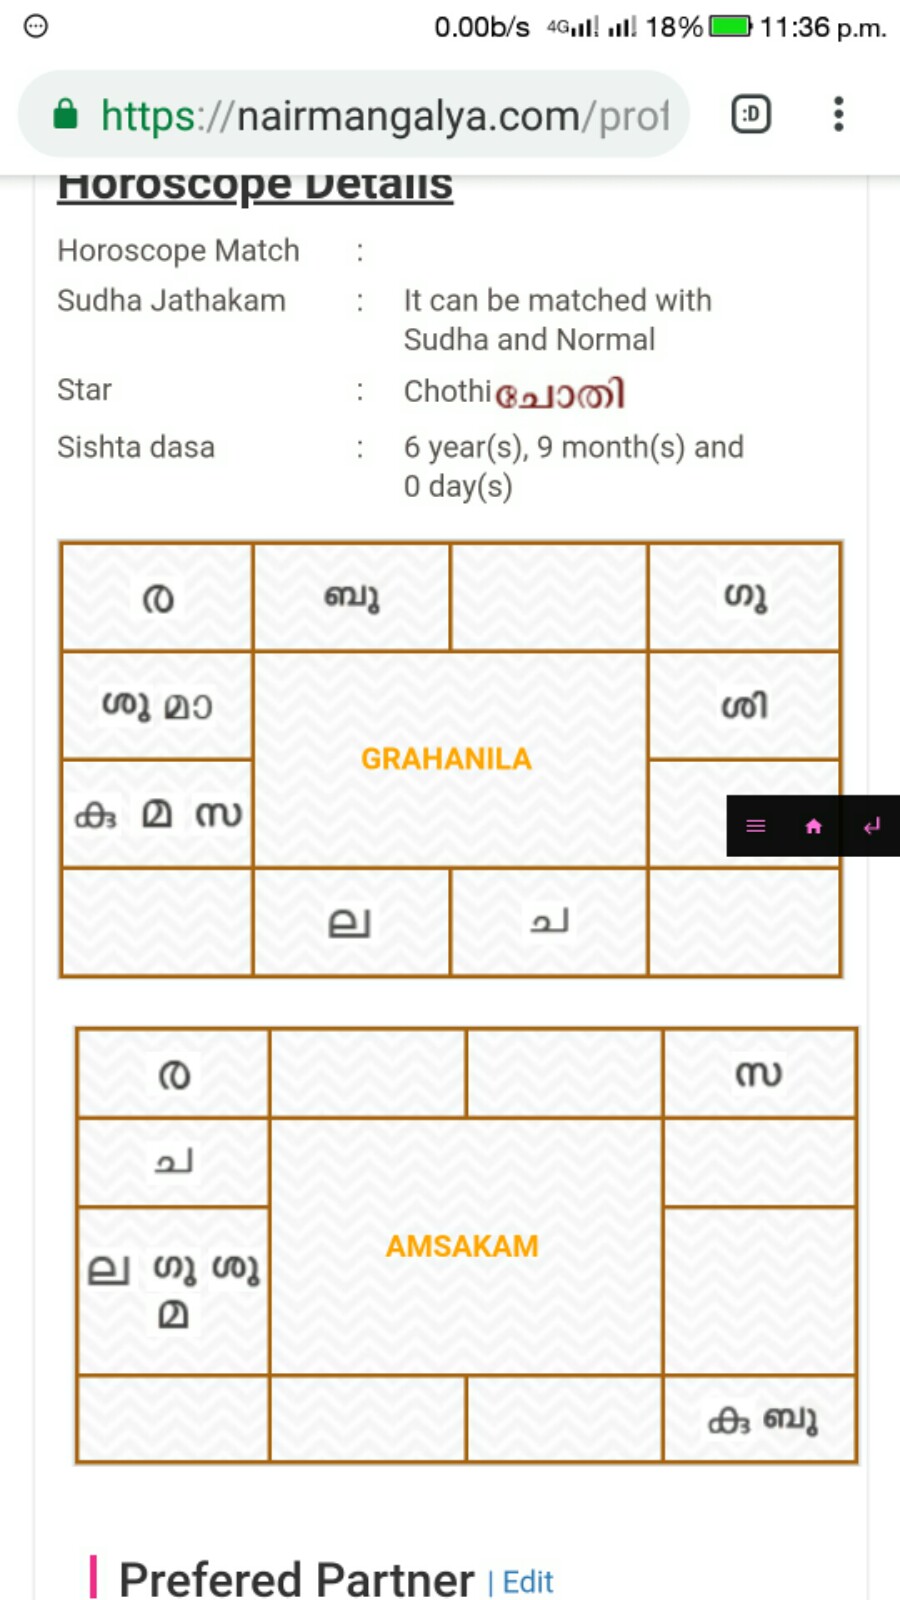 0.00b/s 4G 18% 11:36 p.m.
https://nairmangalya.com/prof
:D
Horoscope Details
Horoscope Match :
Sudha Jathakam : It can be matched with
Sudha and Normal
Star : Chothi ചോതി
Sishta dasa : 6 year(s), 9 month(s) and
0 day(s)
ര ബു ഗു
ശു മാ ശി
GRAHANILA
കു മ സ
ല ച
ര സ
ച
AMSAKAM
ല ഗു ശു
മ
കു ബു
Prefered Partner | Edit